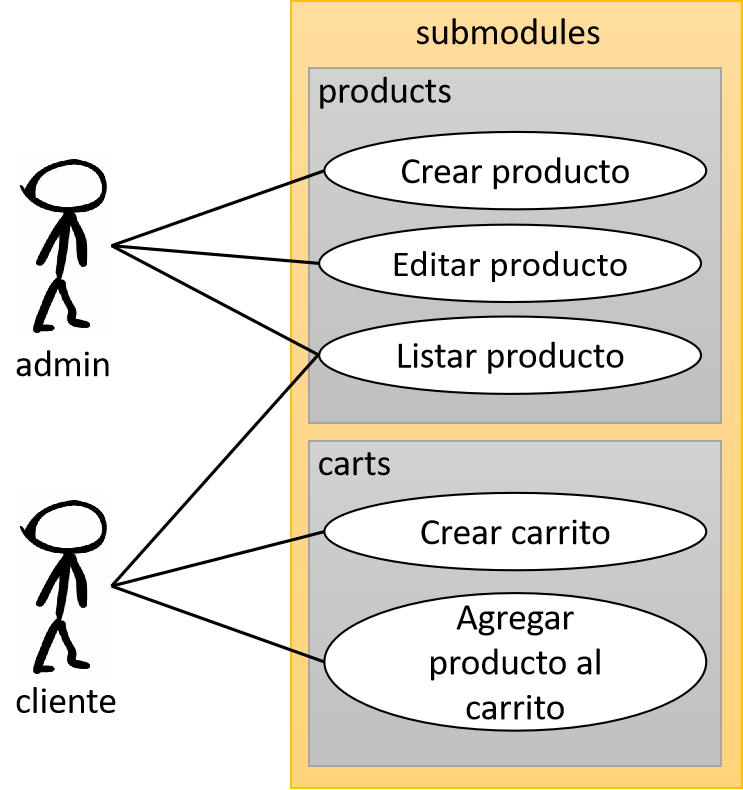 submodules
products
Crear producto
Editar producto
Listar producto
admin
carts
Crear carrito
Agregar
producto al
carrito
cliente